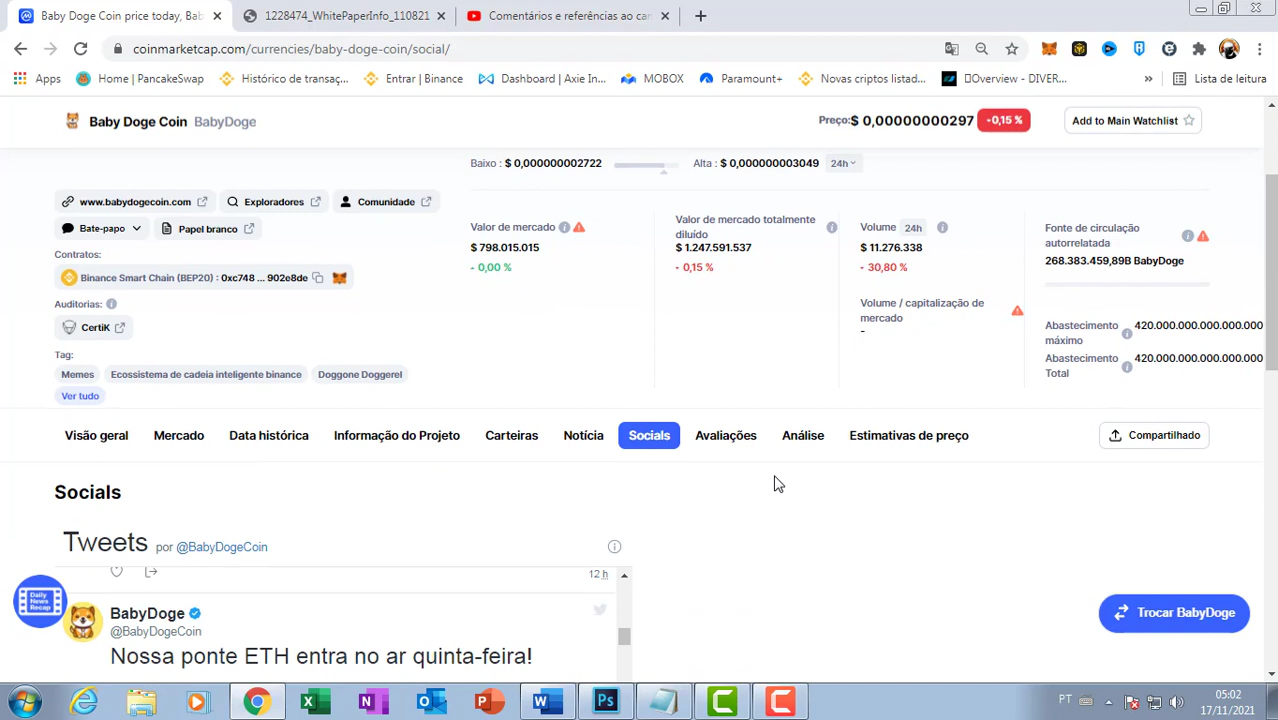 Baby Doge Coin price today, Bab
1228474_WhitePaperInfo_110821
Comentários e referências ao can
coinmarketcap.com/currencies/baby-doge-coin/social/
Apps
Home | PancakeSwap
Histórico de transaç...
Entrar | Binance
Dashboard | Axie In...
MOBOX
Paramount+
Novas criptos listad...
Overview - DIVER...
»
Lista de leitura
Baby Doge Coin BabyDoge
Preço:$ 0,00000000297 -0,15 %
Add to Main Watchlist
Baixo : $ 0,000000002722
Alta : $ 0,000000003049 24h
www.babydogecoin.com
Exploradores
Comunidade
Bate-papo
Papel branco
Contratos:
Binance Smart Chain (BEP20) : 0xc748 ... 902e8de
Auditorias:
CertiK
Tag:
Memes
Ecossistema de cadeia inteligente binance
Doggone Doggerel
Ver tudo
Valor de mercado
$ 798.015.015
- 0,00 %
Valor de mercado totalmente
diluído
$ 1.247.591.537
- 0,15 %
Volume 24h
$ 11.276.338
- 30,80 %
Volume / capitalização de
mercado
-
Fonte de circulação
autorrelatada
268.383.459,89B BabyDoge
Abastecimento
máximo
420.000.000.000.000.000
Abastecimento
Total
420.000.000.000.000.000
Visão geral
Mercado
Data histórica
Informação do Projeto
Carteiras
Notícia
Socials
Avaliações
Análise
Estimativas de preço
Compartilhado
Socials
Tweets por @BabyDogeCoin
12 h
Daily
News
Recap
BabyDoge
@BabyDogeCoin
Nossa ponte ETH entra no ar quinta-feira!
Trocar BabyDoge
PT
05:02
17/11/2021